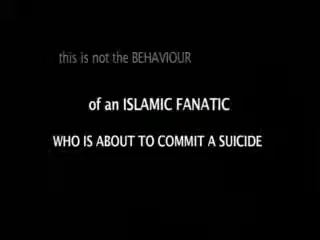 this is not the BEHAVIOUR
of an ISLAMIC FANATIC
WHO IS ABOUT TO COMMIT A SUICIDE